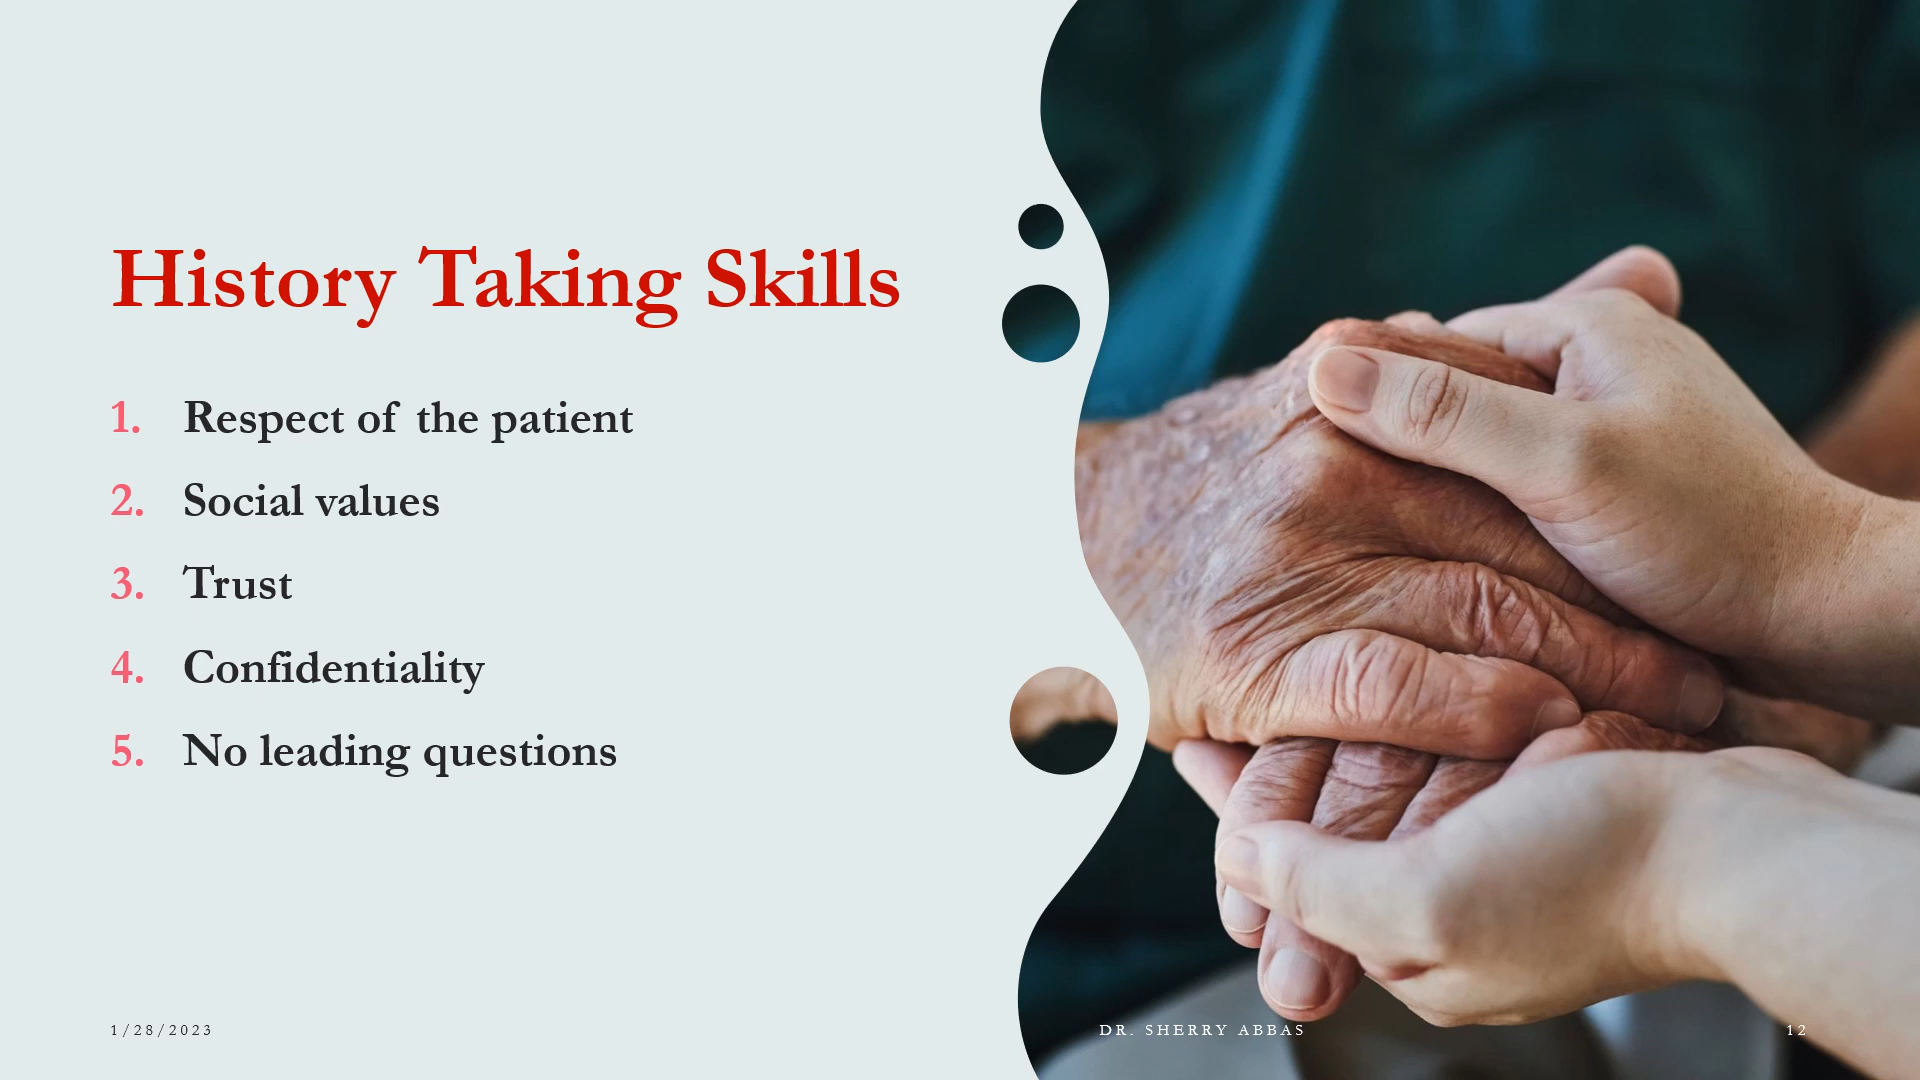 History Taking Skills
1. Respect of the patient
2. Social values
3. Trust
4. Confidentiality
5. No leading questions
1/28/2023
DR. SHERRY ABBAS
12